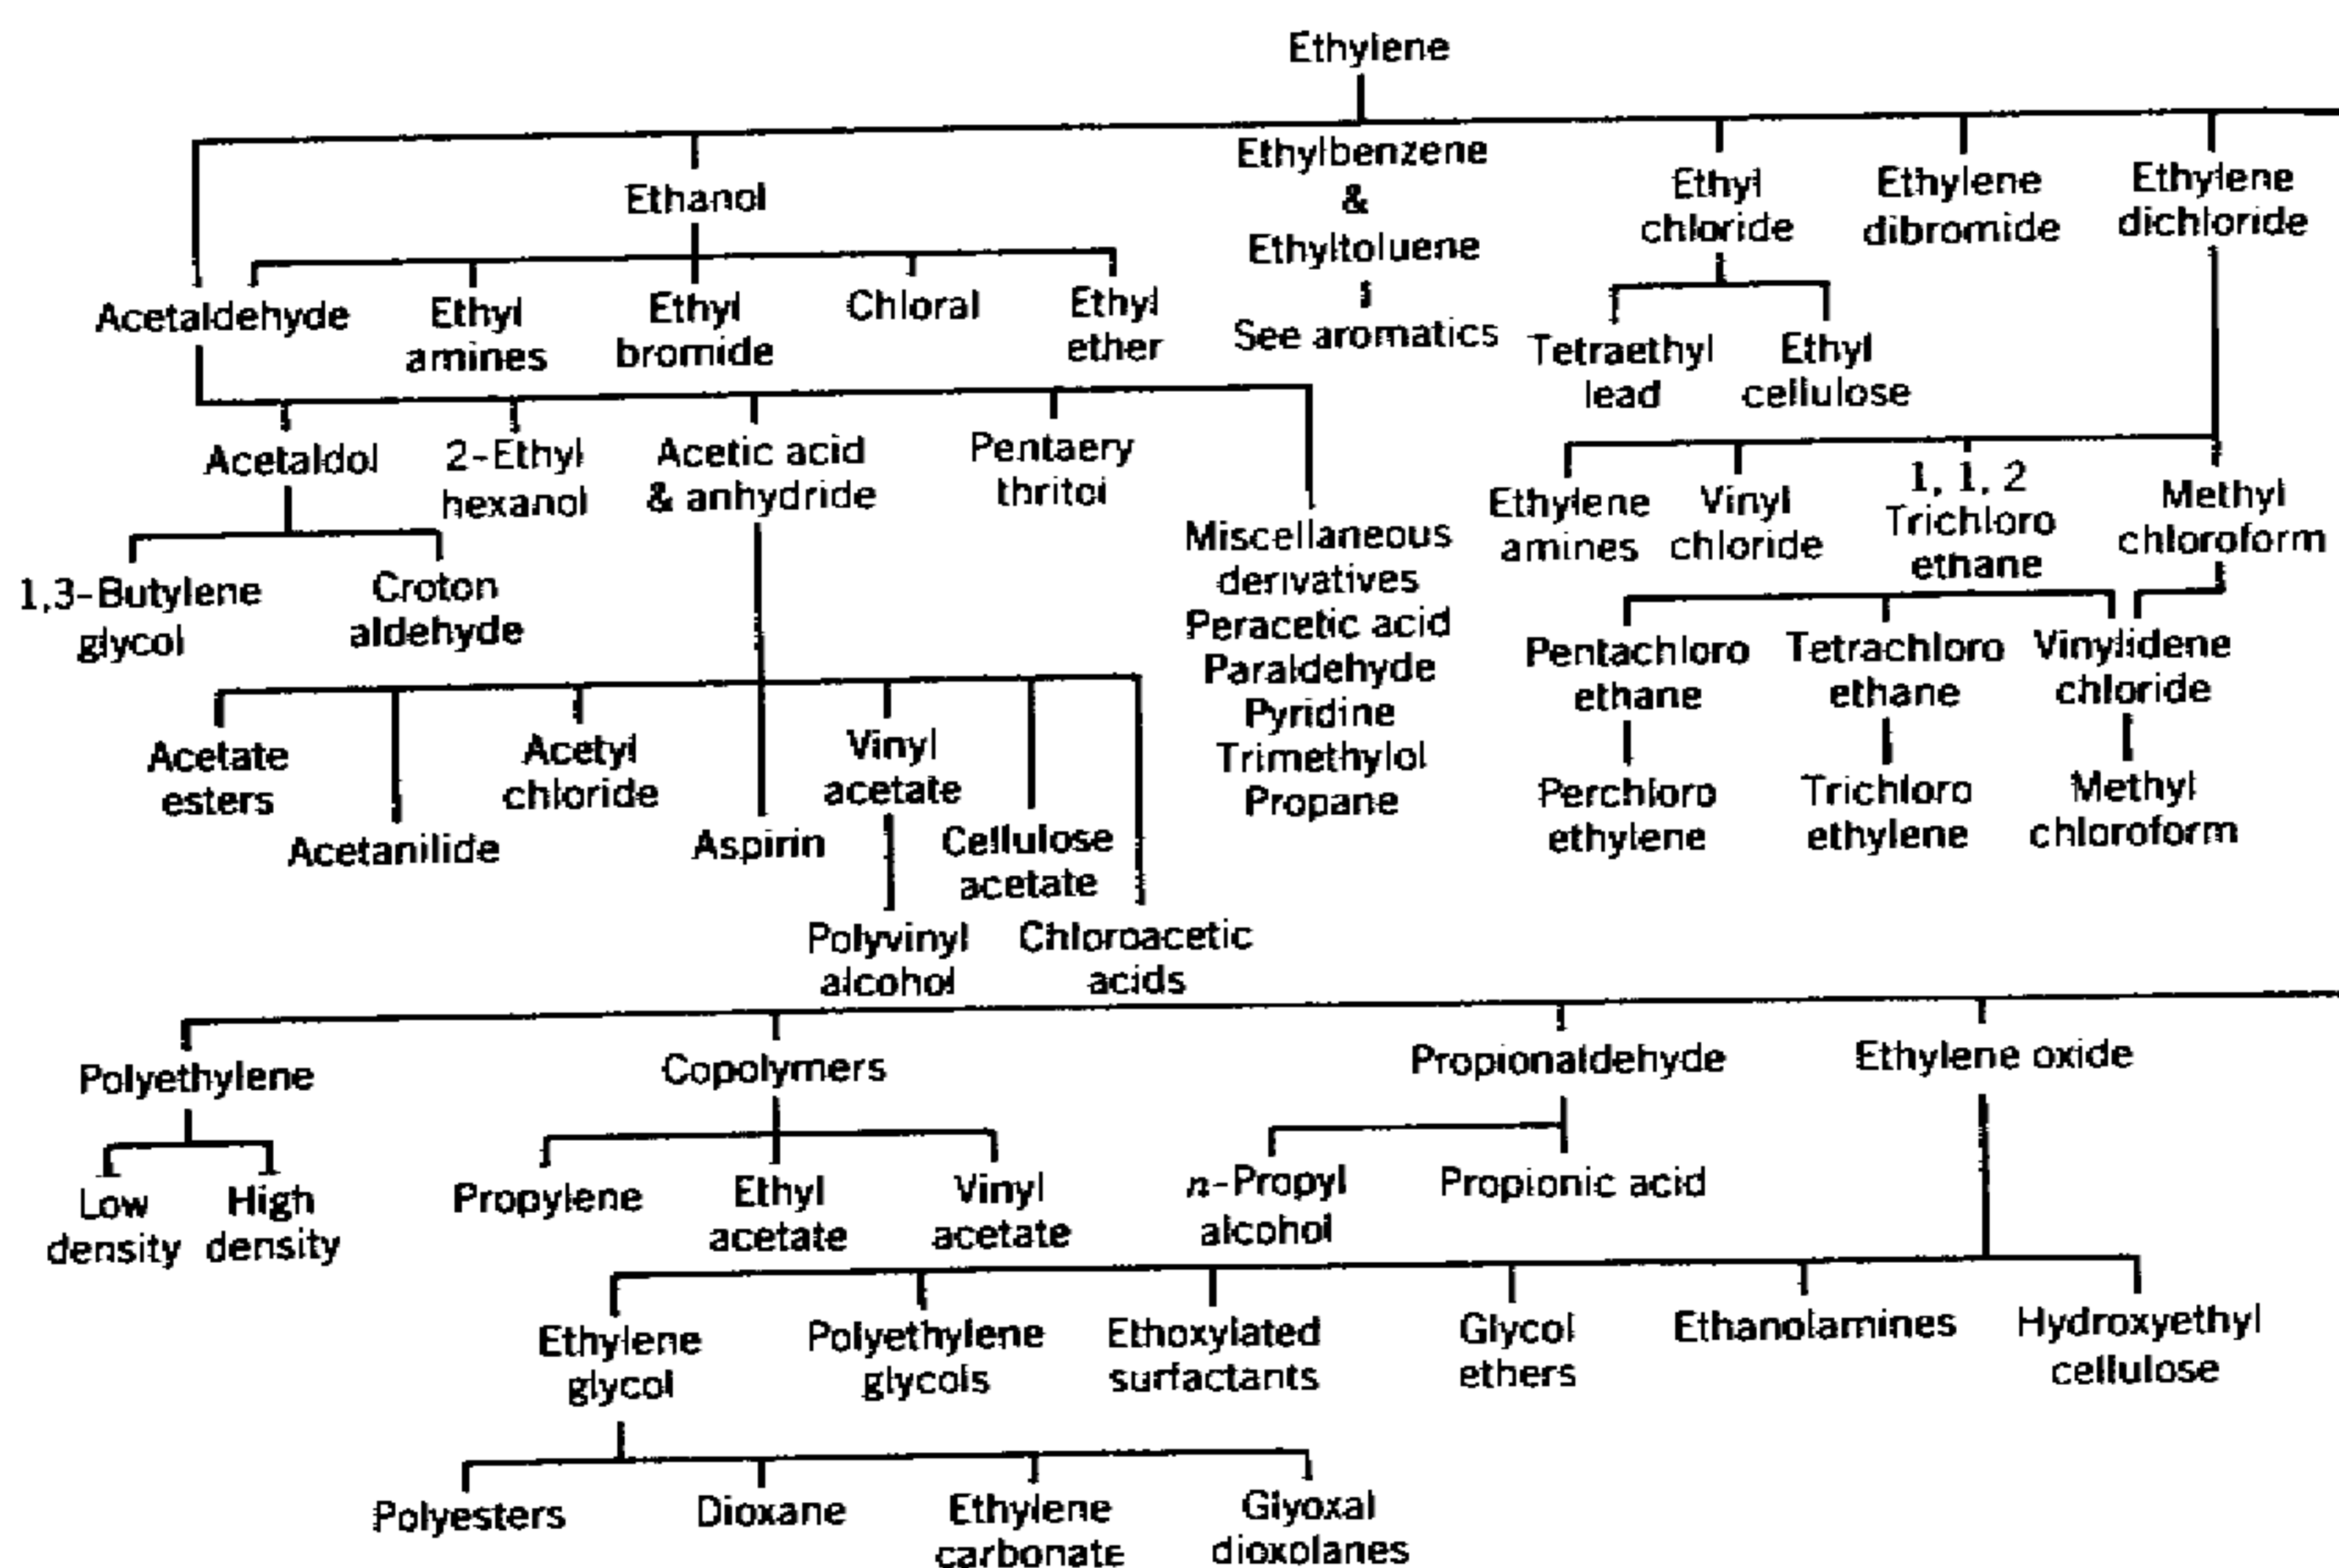 Ethylene
Ethanol
Ethylbenzene
&
Ethyltoluene
See aromatics
Ethyl
chloride
Ethylene
dibromide
Ethylene
dichloride
Acetaldehyde
Ethyl
amines
Ethyl
bromide
Chloral
Ethyl
ether
Tetraethyl
lead
Ethyl
cellulose
Acetaldol
2-Ethyl
hexanol
Acetic acid
& anhydride
Pentaery
thritol
Miscellaneous
derivatives
Peracetic acid
Paraldehyde
Pyridine
Trimethylol
Propane
Ethylene
amines
Vinyl
chloride
1, 1, 2
Trichloro
ethane
Methyl
chloroform
1,3-Butylene
glycol
Croton
aldehyde
Pentachloro
ethane
Tetrachloro
ethane
Vinylidene
chloride
Perchloro
ethylene
Trichloro
ethylene
Methyl
chloroform
Acetate
esters
Acetanilide
Acetyl
chloride
Aspirin
Vinyl
acetate
Cellulose
acetate
Polyvinyl
alcohol
Chloroacetic
acids
Polyethylene
Copolymers
Propionaldehyde
Ethylene oxide
Low
density
High
density
Propylene
Ethyl
acetate
Vinyl
acetate
n-Propyl
alcohol
Propionic acid
Ethylene
glycol
Polyethylene
glycols
Ethoxylated
surfactants
Glycol
ethers
Ethanolamines
Hydroxyethyl
cellulose
Polyesters
Dioxane
Ethylene
carbonate
Glyoxal
dioxolanes